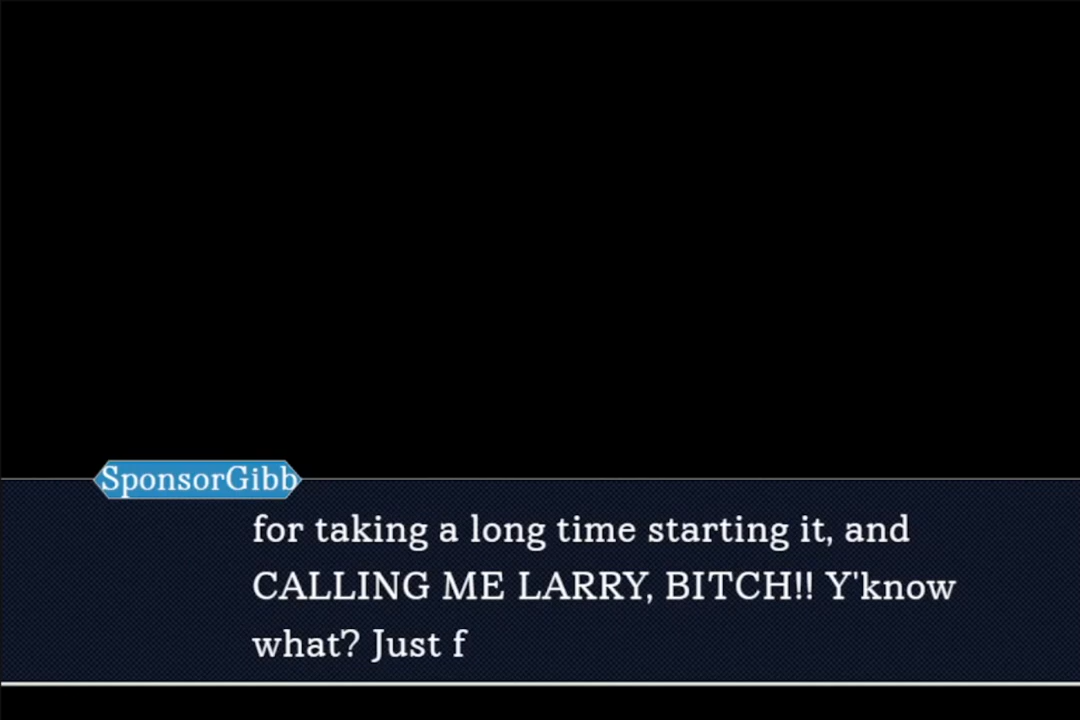 SponsorGibb
for taking a long time starting it, and
CALLING ME LARRY, BITCH!! Y'know
what? Just f